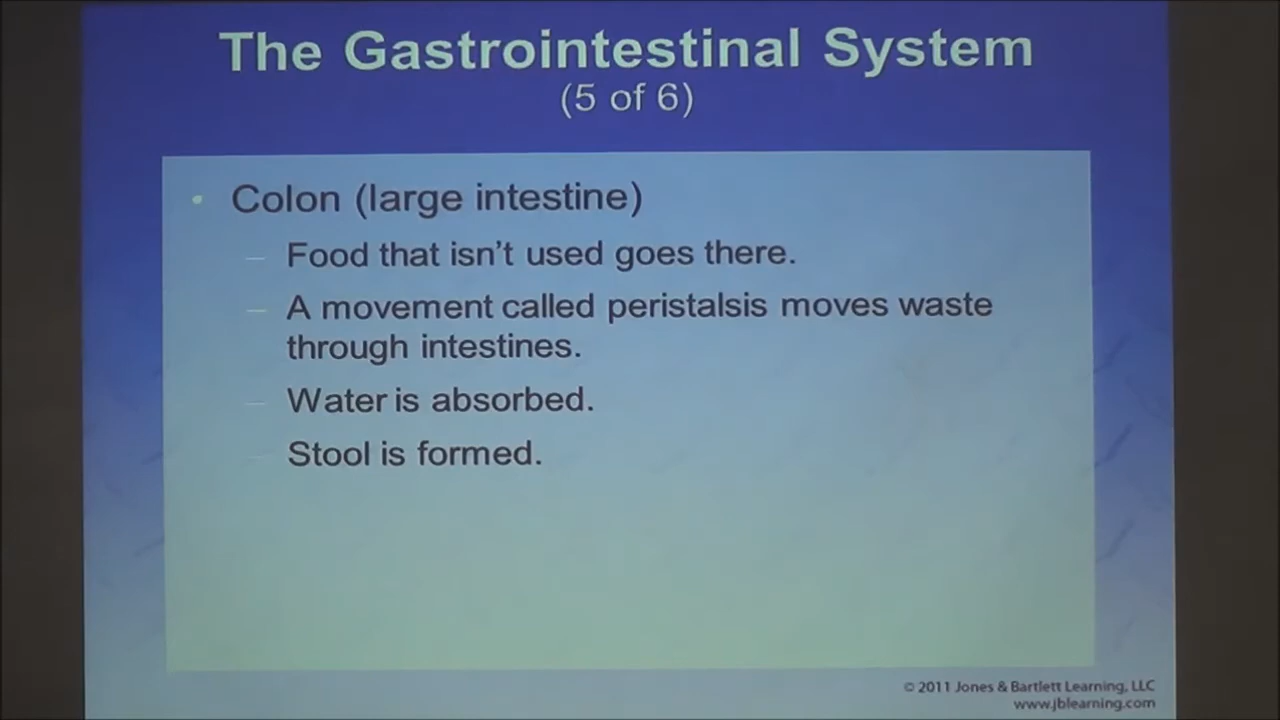 The Gastrointestinal System
(5 of 6)
• Colon (large intestine)
– Food that isn't used goes there.
– A movement called peristalsis moves waste
through intestines.
– Water is absorbed.
– Stool is formed.
© 2011 Jones & Bartlett Learning, LLC
www.jblearning.com